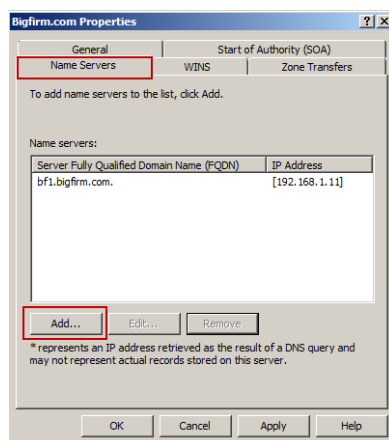 Bigfirm.com Properties
General
Start of Authority (SOA)
Name Servers
WINS
Zone Transfers
To add name servers to the list, click Add.
Name servers:
Server Fully Qualified Domain Name (FQDN)
IP Address
bf1.bigfirm.com.
[192.168.1.11]
Add...
Edit...
Remove
* represents an IP address retrieved as the result of a DNS query and
may not represent actual records stored on this server.
OK
Cancel
Apply
Help